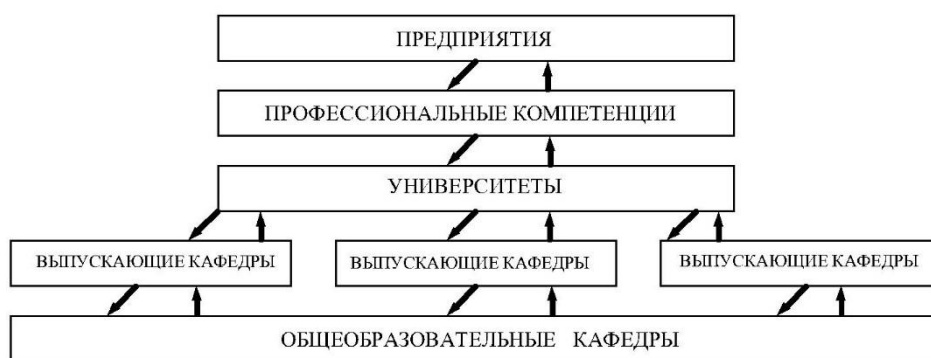 ПРЕДПРИЯТИЯ
ПРОФЕССИОНАЛЬНЫЕ КОМПЕТЕНЦИИ
УНИВЕРСИТЕТЫ
ВЫПУСКАЮЩИЕ КАФЕДРЫ
ВЫПУСКАЮЩИЕ КАФЕДРЫ
ВЫПУСКАЮЩИЕ КАФЕДРЫ
ОБЩЕОБРАЗОВАТЕЛЬНЫЕ КАФЕДРЫ